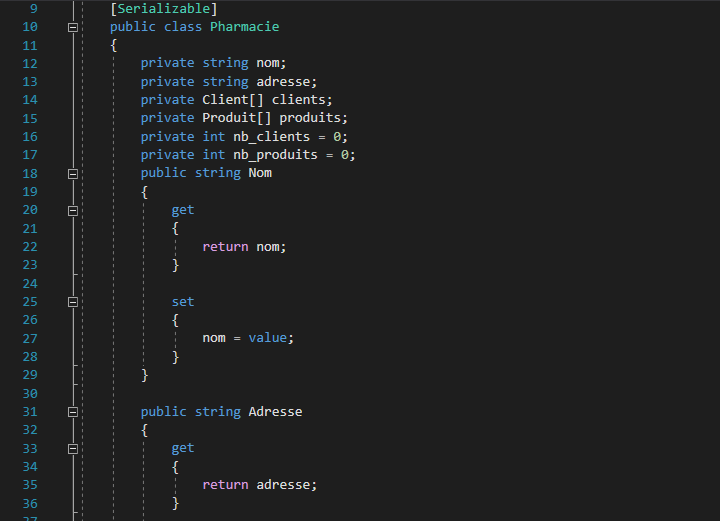 9 [Serializable]
10 public class Pharmacie
11 {
12 private string nom;
13 private string adresse;
14 private Client[] clients;
15 private Produit[] produits;
16 private int nb_clients = 0;
17 private int nb_produits = 0;
18 public string Nom
19 {
20 get
21 {
22 return nom;
23 }
24
25 set
26 {
27 nom = value;
28 }
29 }
30
31 public string Adresse
32 {
33 get
34 {
35 return adresse;
36 }
37